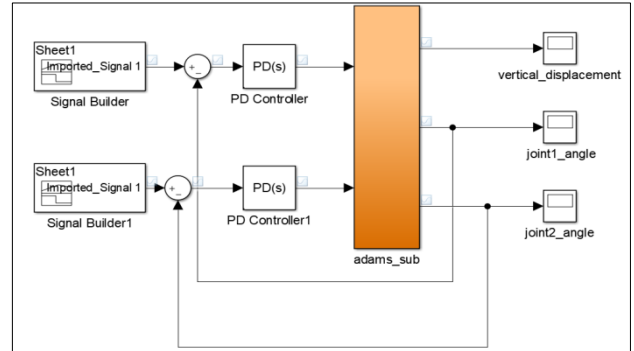 Sheet1
Imported_Signal 1
Signal Builder
+
_
PD(s)
PD Controller
vertical_displacement
joint1_angle
Sheet1
Imported_Signal 1
Signal Builder1
+
_
PD(s)
PD Controller1
joint2_angle
adams_sub